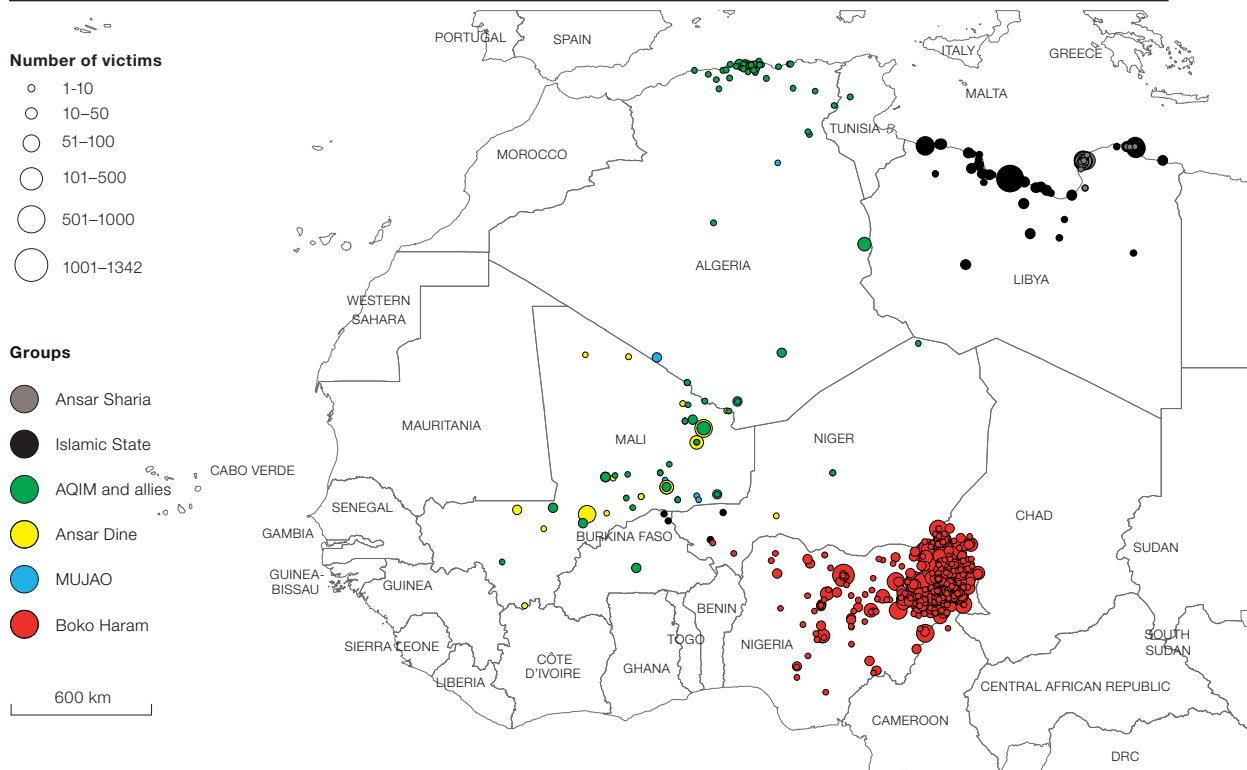 Number of victims
1-10
10–50
51–100
101–500
501–1000
1001–1342
Groups
Ansar Sharia
Islamic State
AQIM and allies
Ansar Dine
MUJAO
Boko Haram
600 km
PORTUGAL
SPAIN
ITALY
GREECE
MALTA
TUNISIA
MOROCCO
ALGERIA
LIBYA
WESTERN
SAHARA
MAURITANIA
MALI
NIGER
CABO VERDE
SENEGAL
GAMBIA
CHAD
SUDAN
BURKINA FASO
GUINEA-
BISSAU
GUINEA
BENIN
SIERRA LEONE
TOGO
NIGERIA
SOUTH
SUDAN
CÔTE
D'IVOIRE
GHANA
LIBERIA
CENTRAL AFRICAN REPUBLIC
CAMEROON
DRC